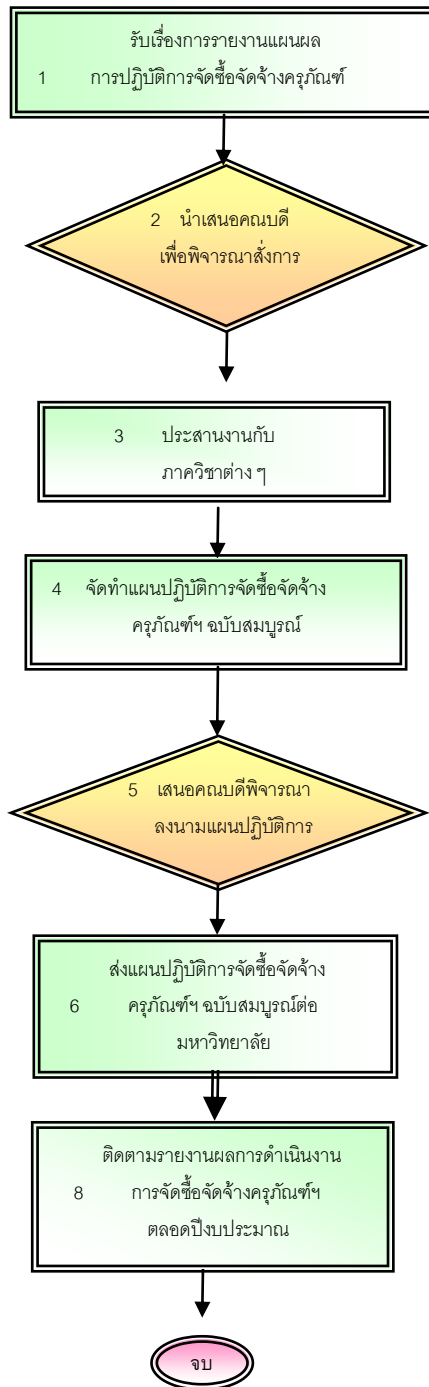 รับเรื่องการรายงานแผนผล
1 การปฏิบัติการจัดซื้อจัดจ้างครุภัณฑ์
2 นำเสนอคณบดี
เพื่อพิจารณาสั่งการ
3 ประสานงานกับ
ภาควิชาต่าง ๆ
4 จัดทำแผนปฏิบัติการจัดซื้อจัดจ้าง
ครุภัณฑ์ฯ ฉบับสมบูรณ์
5 เสนอคณบดีพิจารณา
ลงนามแผนปฏิบัติการ
ส่งแผนปฏิบัติการจัดซื้อจัดจ้าง
6 ครุภัณฑ์ฯ ฉบับสมบูรณ์ต่อ
มหาวิทยาลัย
ติดตามรายงานผลการดำเนินงาน
8 การจัดซื้อจัดจ้างครุภัณฑ์ฯ
ตลอดปีงบประมาณ
จบ